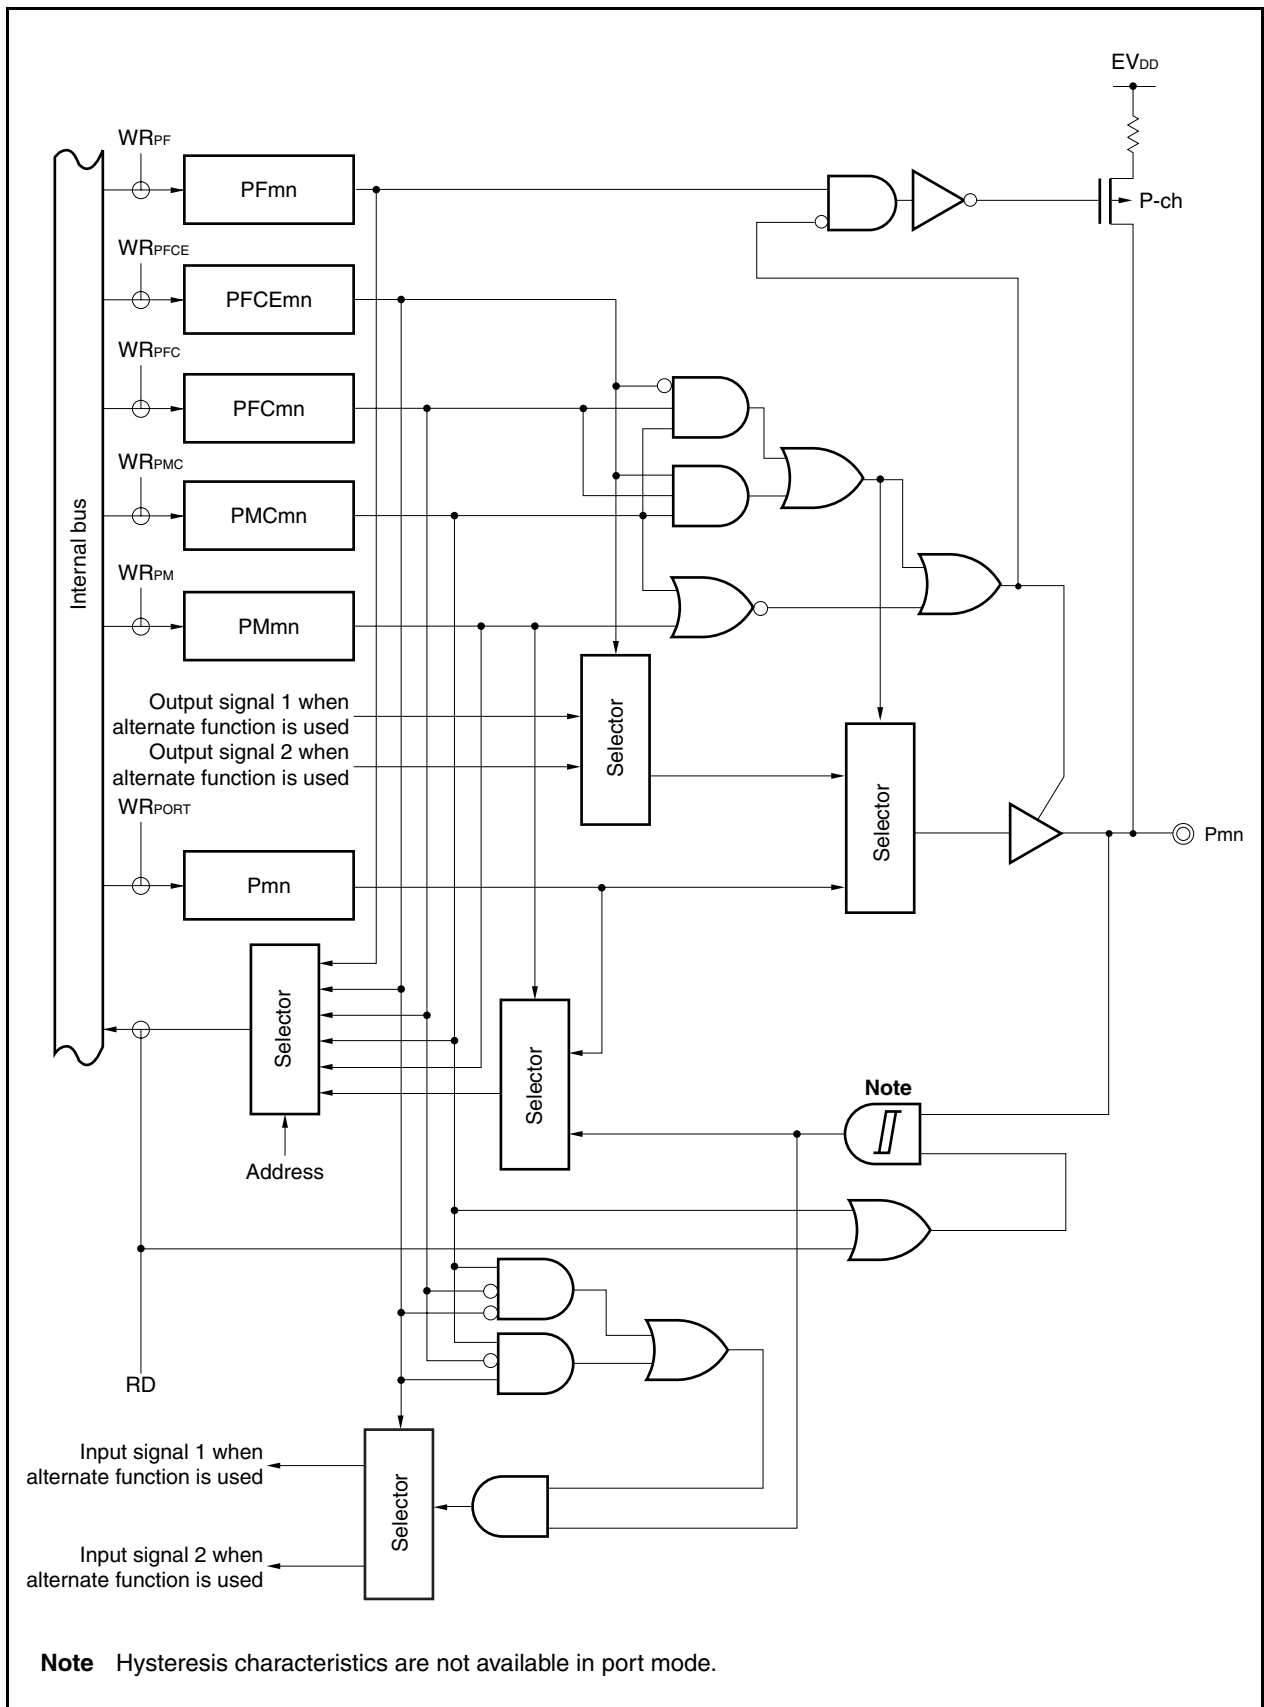 EVDD
WRPF
PFmn
P-ch
WRPFCE
PFCEmn
WRPFC
PFCmn
WRPMC
PMCmn
Internal bus
WRPM
PMmn
Output signal 1 when
alternate function is used
Output signal 2 when
alternate function is used
Selector
Selector
WRPORT
Pmn
Pmn
Selector
Selector
Note
Address
RD
Input signal 1 when
alternate function is used
Selector
Input signal 2 when
alternate function is used
Note Hysteresis characteristics are not available in port mode.